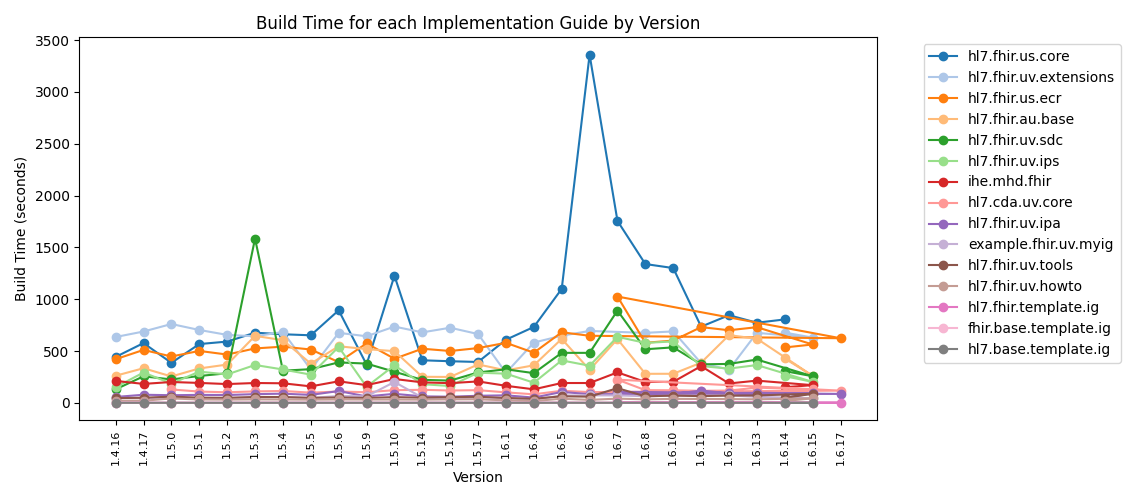 Build Time for each Implementation Guide by Version
Build Time (seconds)
3500
3000
2500
2000
1500
1000
500
0
1.4.16
1.4.17
1.5.0
1.5.1
1.5.2
1.5.3
1.5.4
1.5.5
1.5.6
1.5.9
1.5.10
1.5.14
1.5.16
1.5.17
1.6.1
1.6.4
1.6.5
1.6.6
1.6.7
1.6.8
1.6.10
1.6.11
1.6.12
1.6.13
1.6.14
1.6.15
1.6.17
Version
hl7.fhir.us.core
hl7.fhir.uv.extensions
hl7.fhir.us.ecr
hl7.fhir.au.base
hl7.fhir.uv.sdc
hl7.fhir.uv.ips
ihe.mhd.fhir
hl7.cda.uv.core
hl7.fhir.uv.ipa
example.fhir.uv.myig
hl7.fhir.uv.tools
hl7.fhir.uv.howto
hl7.fhir.template.ig
fhir.base.template.ig
hl7.base.template.ig